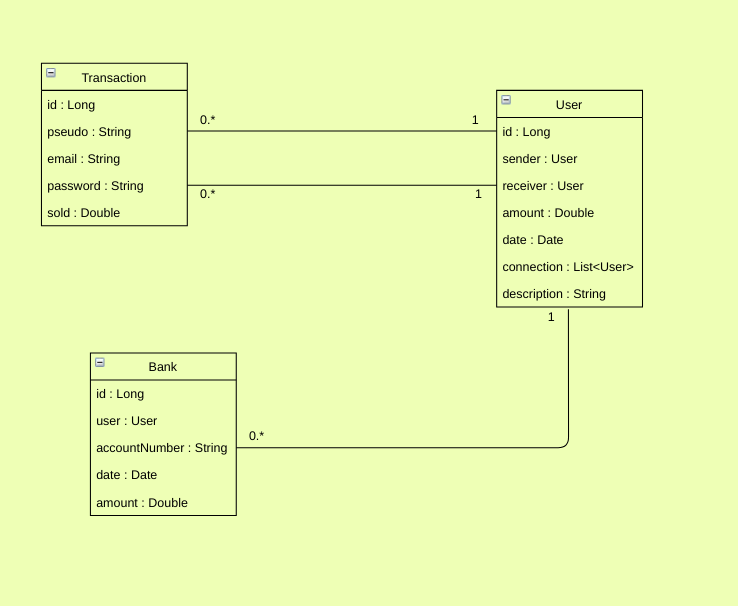 Transaction
id : Long
pseudo : String
email : String
password : String
sold : Double
0.*
1
0.*
1
User
id : Long
sender : User
receiver : User
amount : Double
date : Date
connection : List<User>
description : String
1
Bank
id : Long
user : User
accountNumber : String
date : Date
amount : Double
0.*